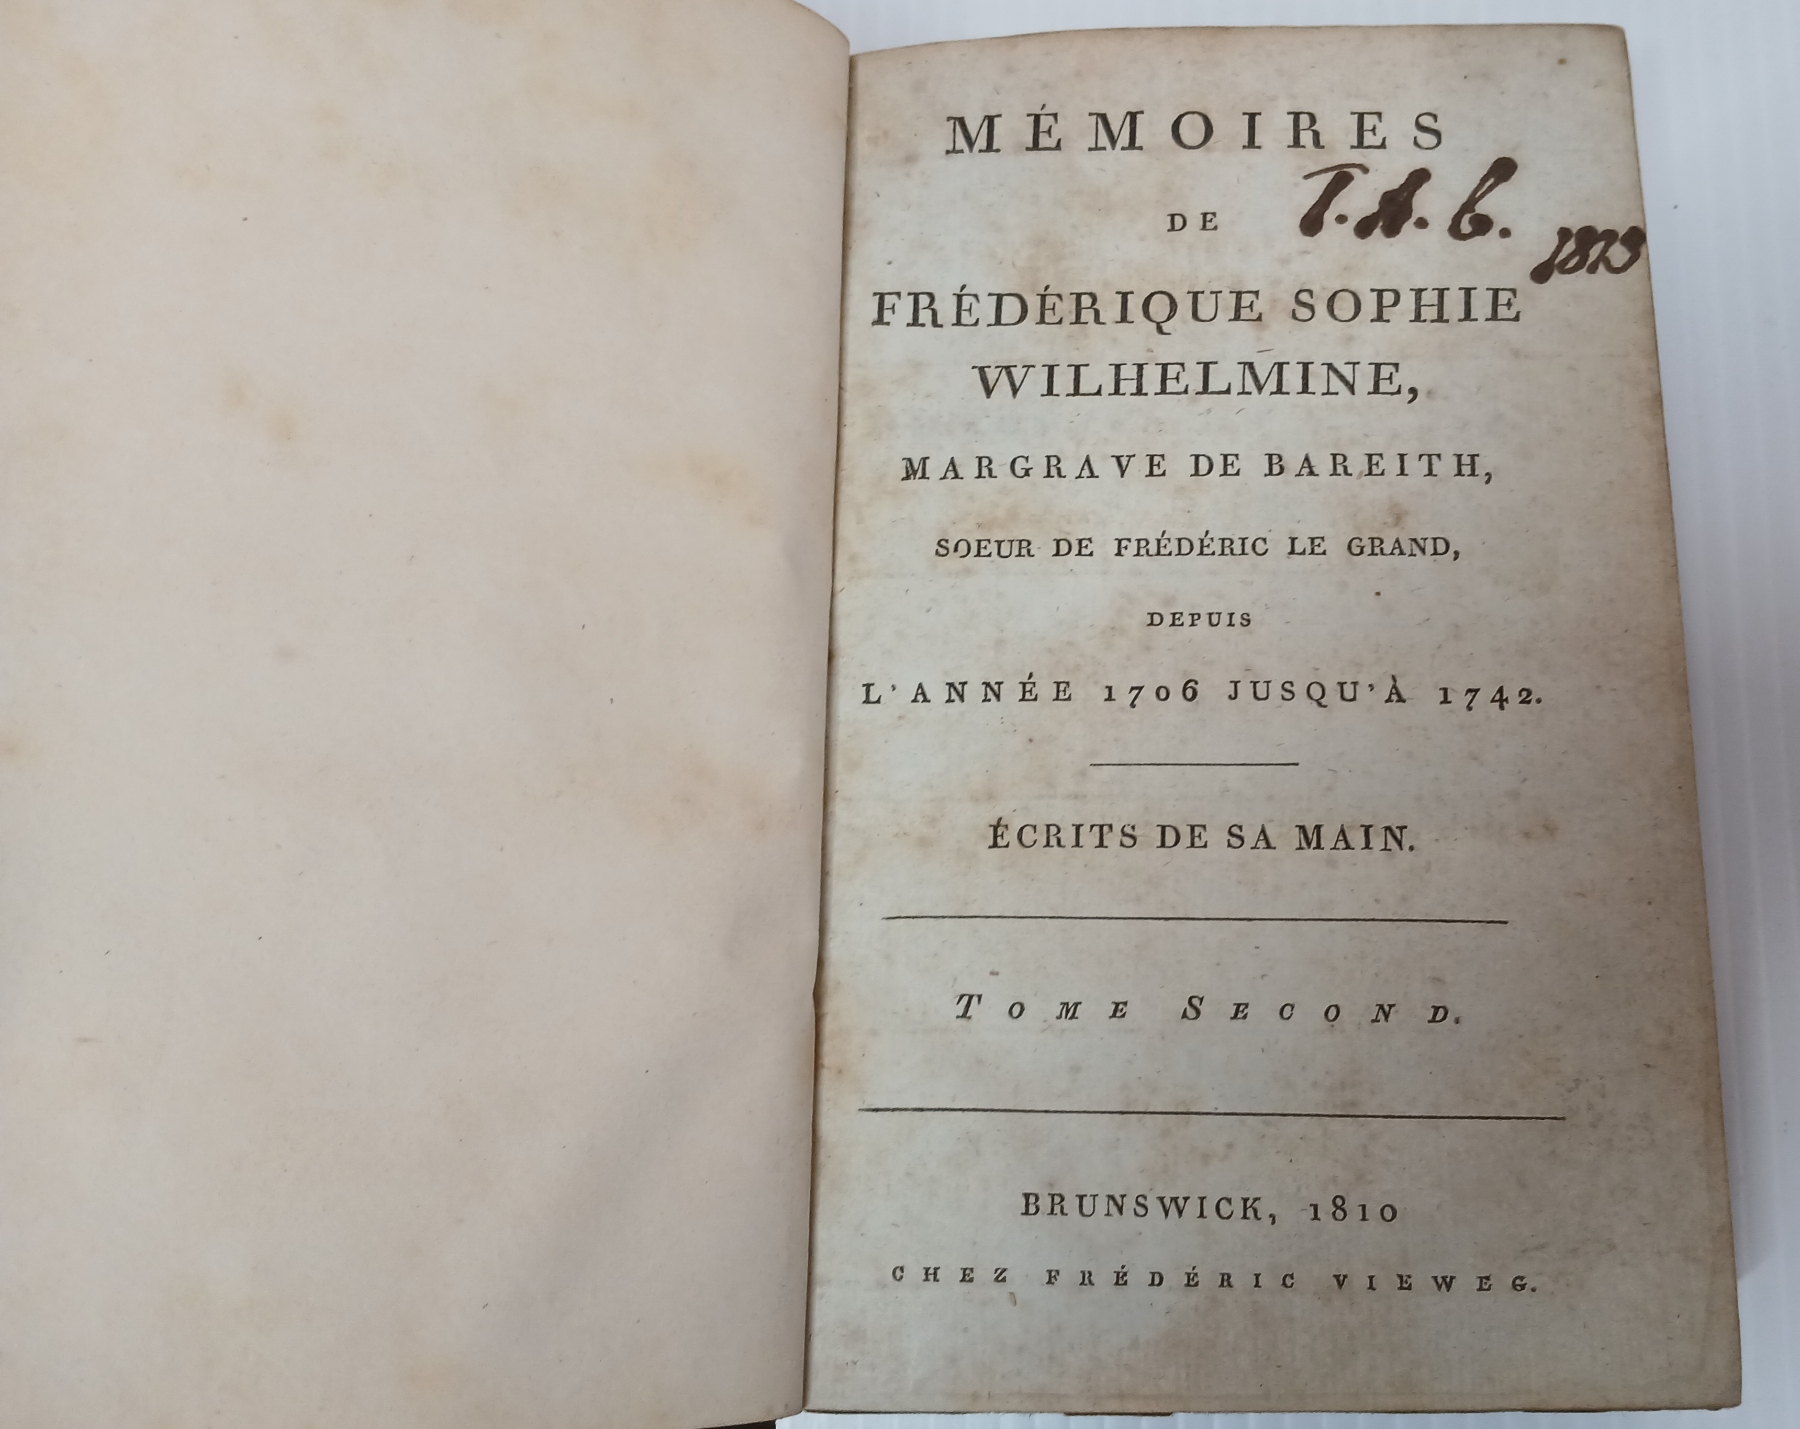 MÉMOIRES
DE
T. A. C.
1873
FRÉDÉRIQUE SOPHIE
WILHELMINE,
MARGRAVE DE BAREITH,
SOEUR DE FRÉDÉRIC LE GRAND,
DEPUIS
L'ANNÉE 1706 JUSQU'À 1742.
ÉCRITS DE SA MAIN.
TOME SECOND.
BRUNSWICK, 1810
CHEZ FRÉDÉRIC VIEWEG.